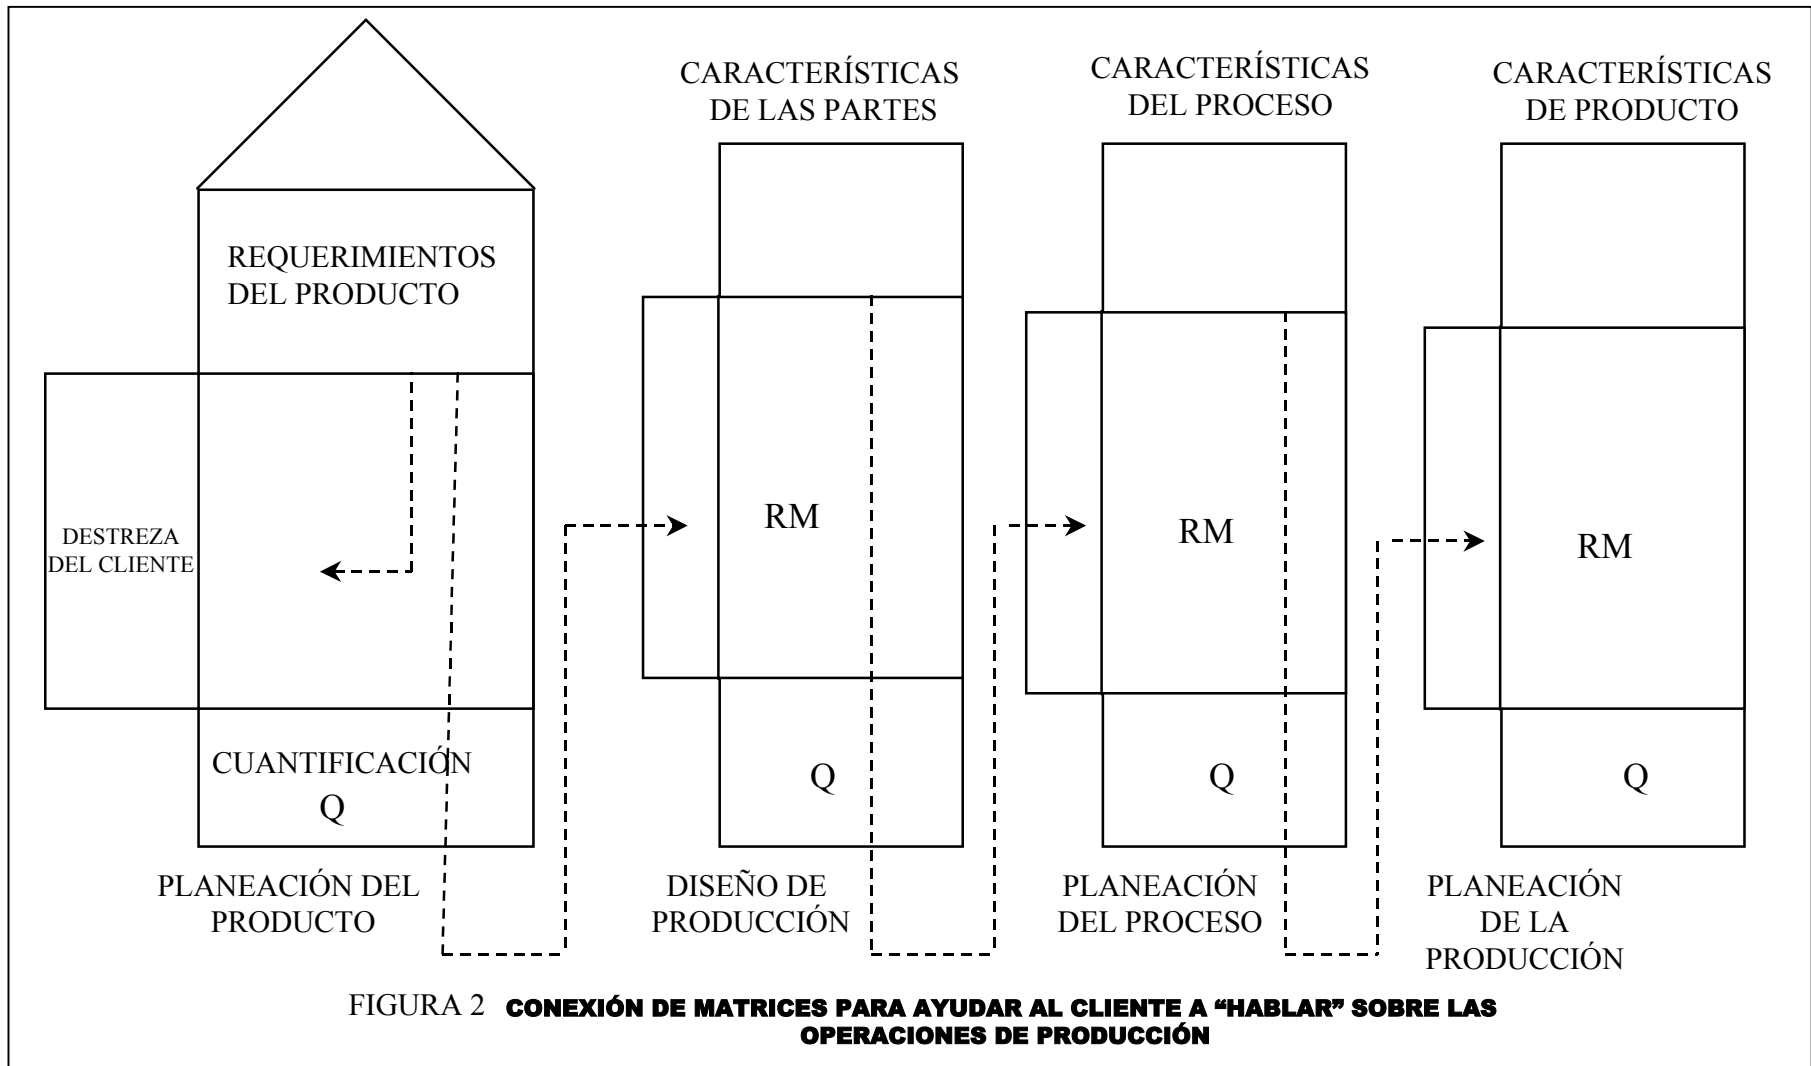 CARACTERÍSTICAS
DE LAS PARTES
CARACTERÍSTICAS
DEL PROCESO
CARACTERÍSTICAS
DE PRODUCTO
REQUERIMIENTOS
DEL PRODUCTO
DESTREZA
DEL CLIENTE
RM
RM
RM
CUANTIFICACIÓN
Q
Q
Q
Q
PLANEACIÓN DEL
PRODUCTO
DISEÑO DE
PRODUCCIÓN
PLANEACIÓN
DEL PROCESO
PLANEACIÓN
DE LA
PRODUCCIÓN
FIGURA 2 CONEXIÓN DE MATRICES PARA AYUDAR AL CLIENTE A “HABLAR” SOBRE LAS
OPERACIONES DE PRODUCCIÓN